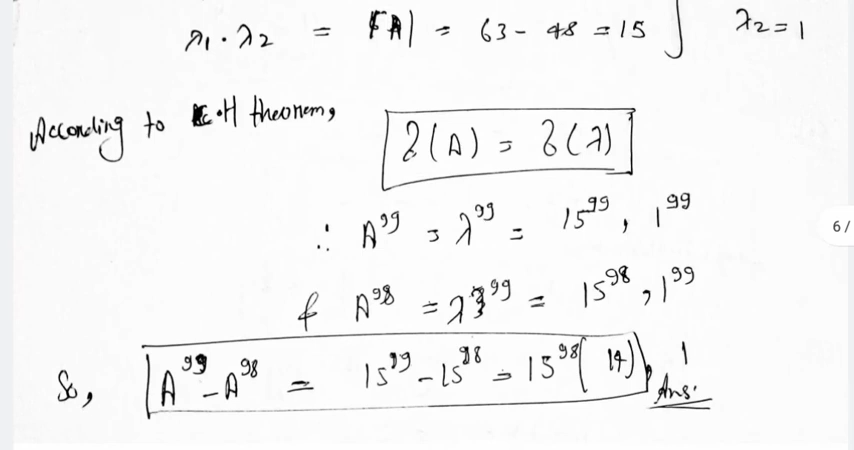 λ1 · λ2 = |A| = 63 - 48 = 15 } λ2 = 1
According to C.H theorem,
f(A) = f(λ)
∴ A^99 = λ^99 = 15^99, 1^99
6/
& A^98 = λ^99 = 15^98, 1^99
So, A^99 - A^98 = 15^99 - 15^98 = 15^98(14), 1
Ans.